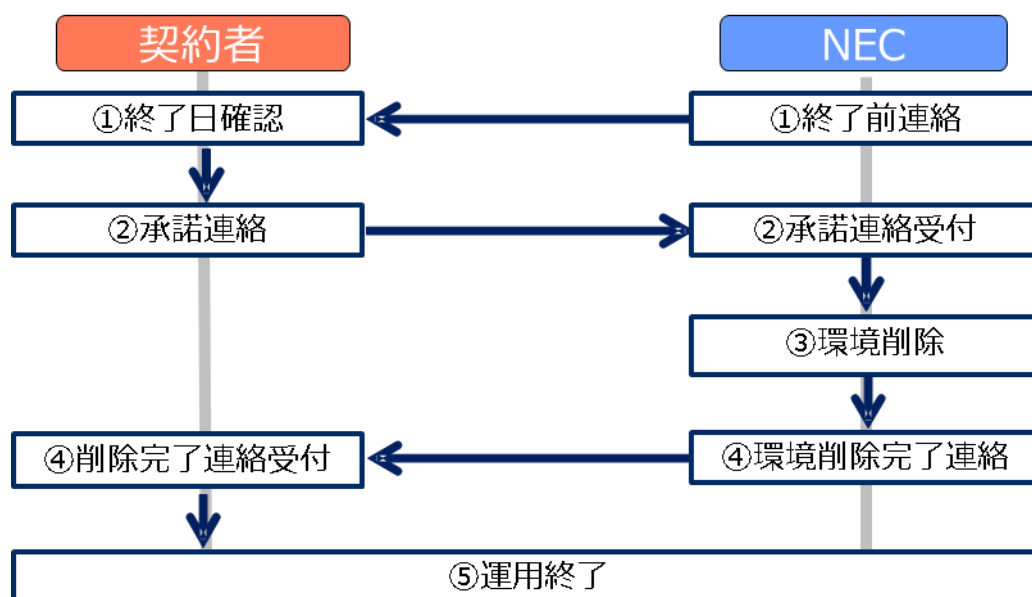 契約者
NEC
①終了日確認
①終了前連絡
②承諾連絡
②承諾連絡受付
③環境削除
④削除完了連絡受付
④環境削除完了連絡
⑤運用終了